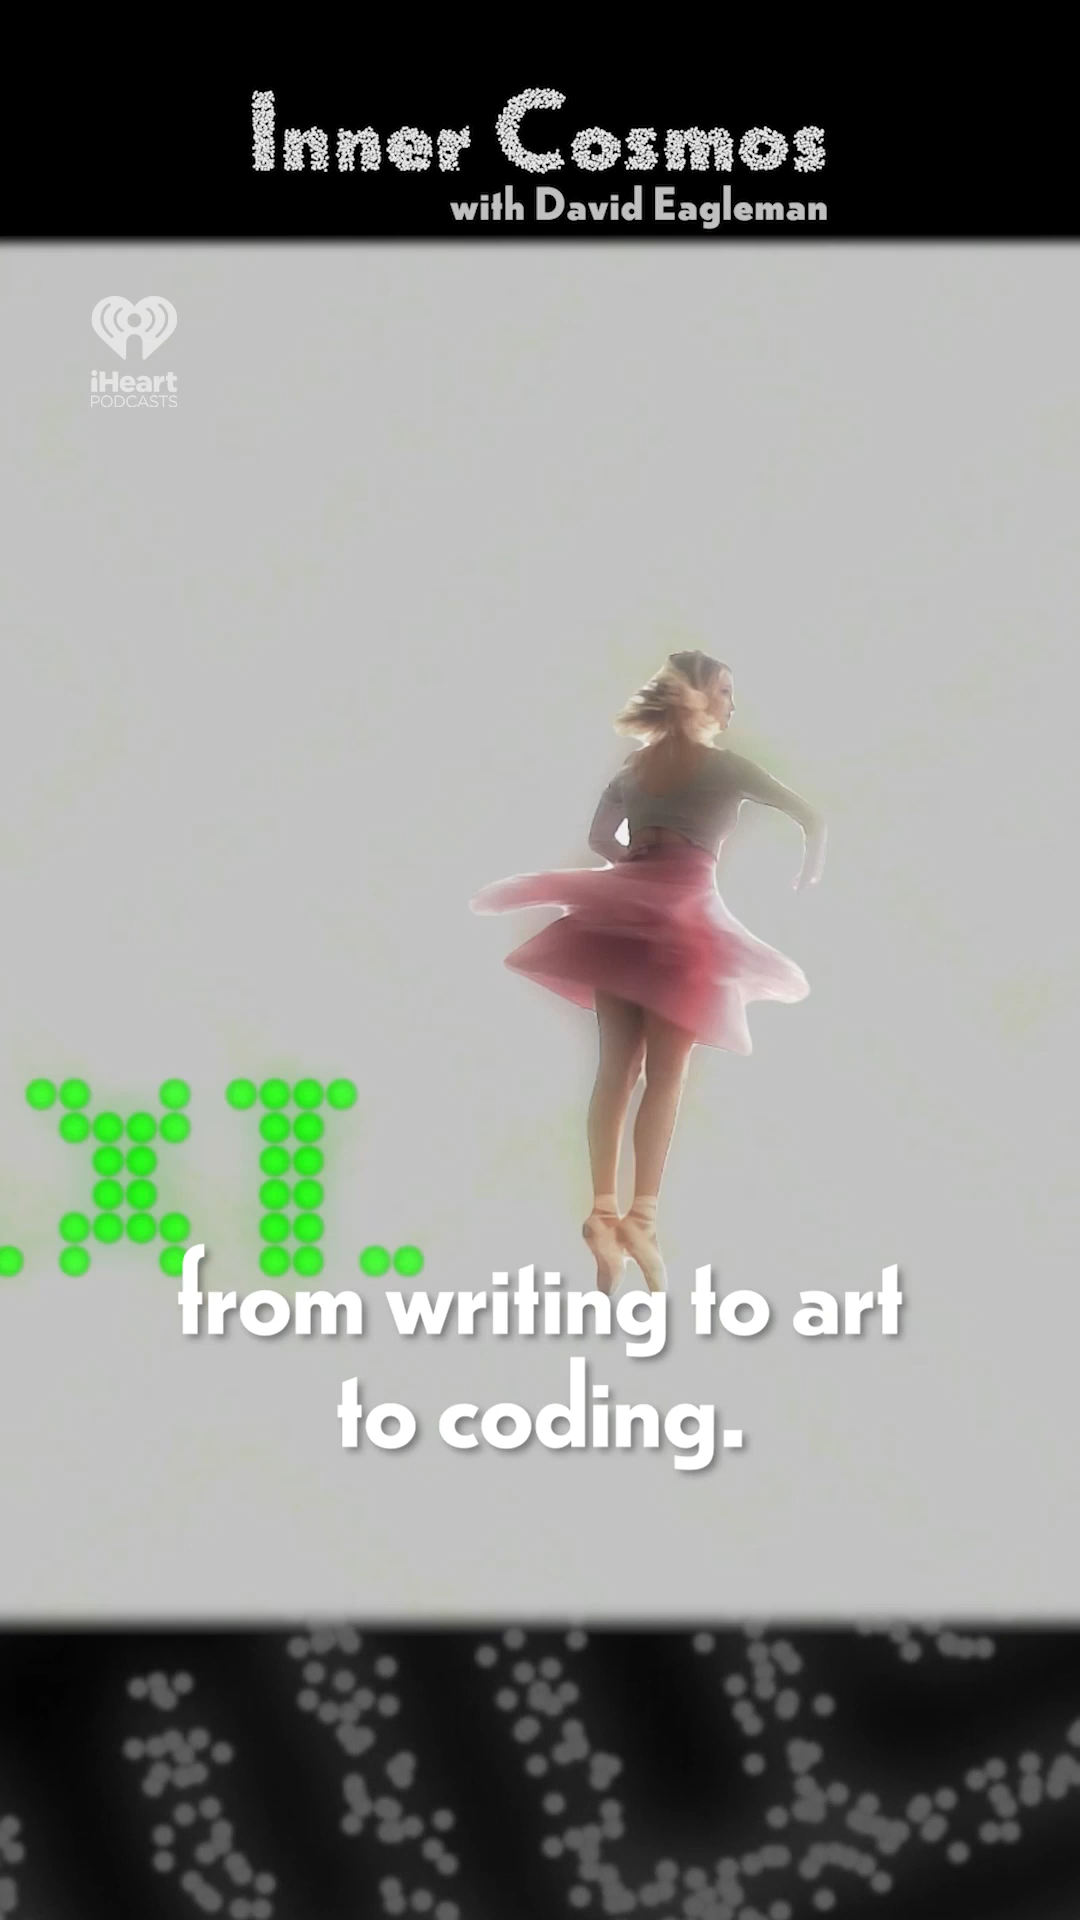 Inner Cosmos
with David Eagleman
iHeart
PODCASTS
from writing to art
to coding.